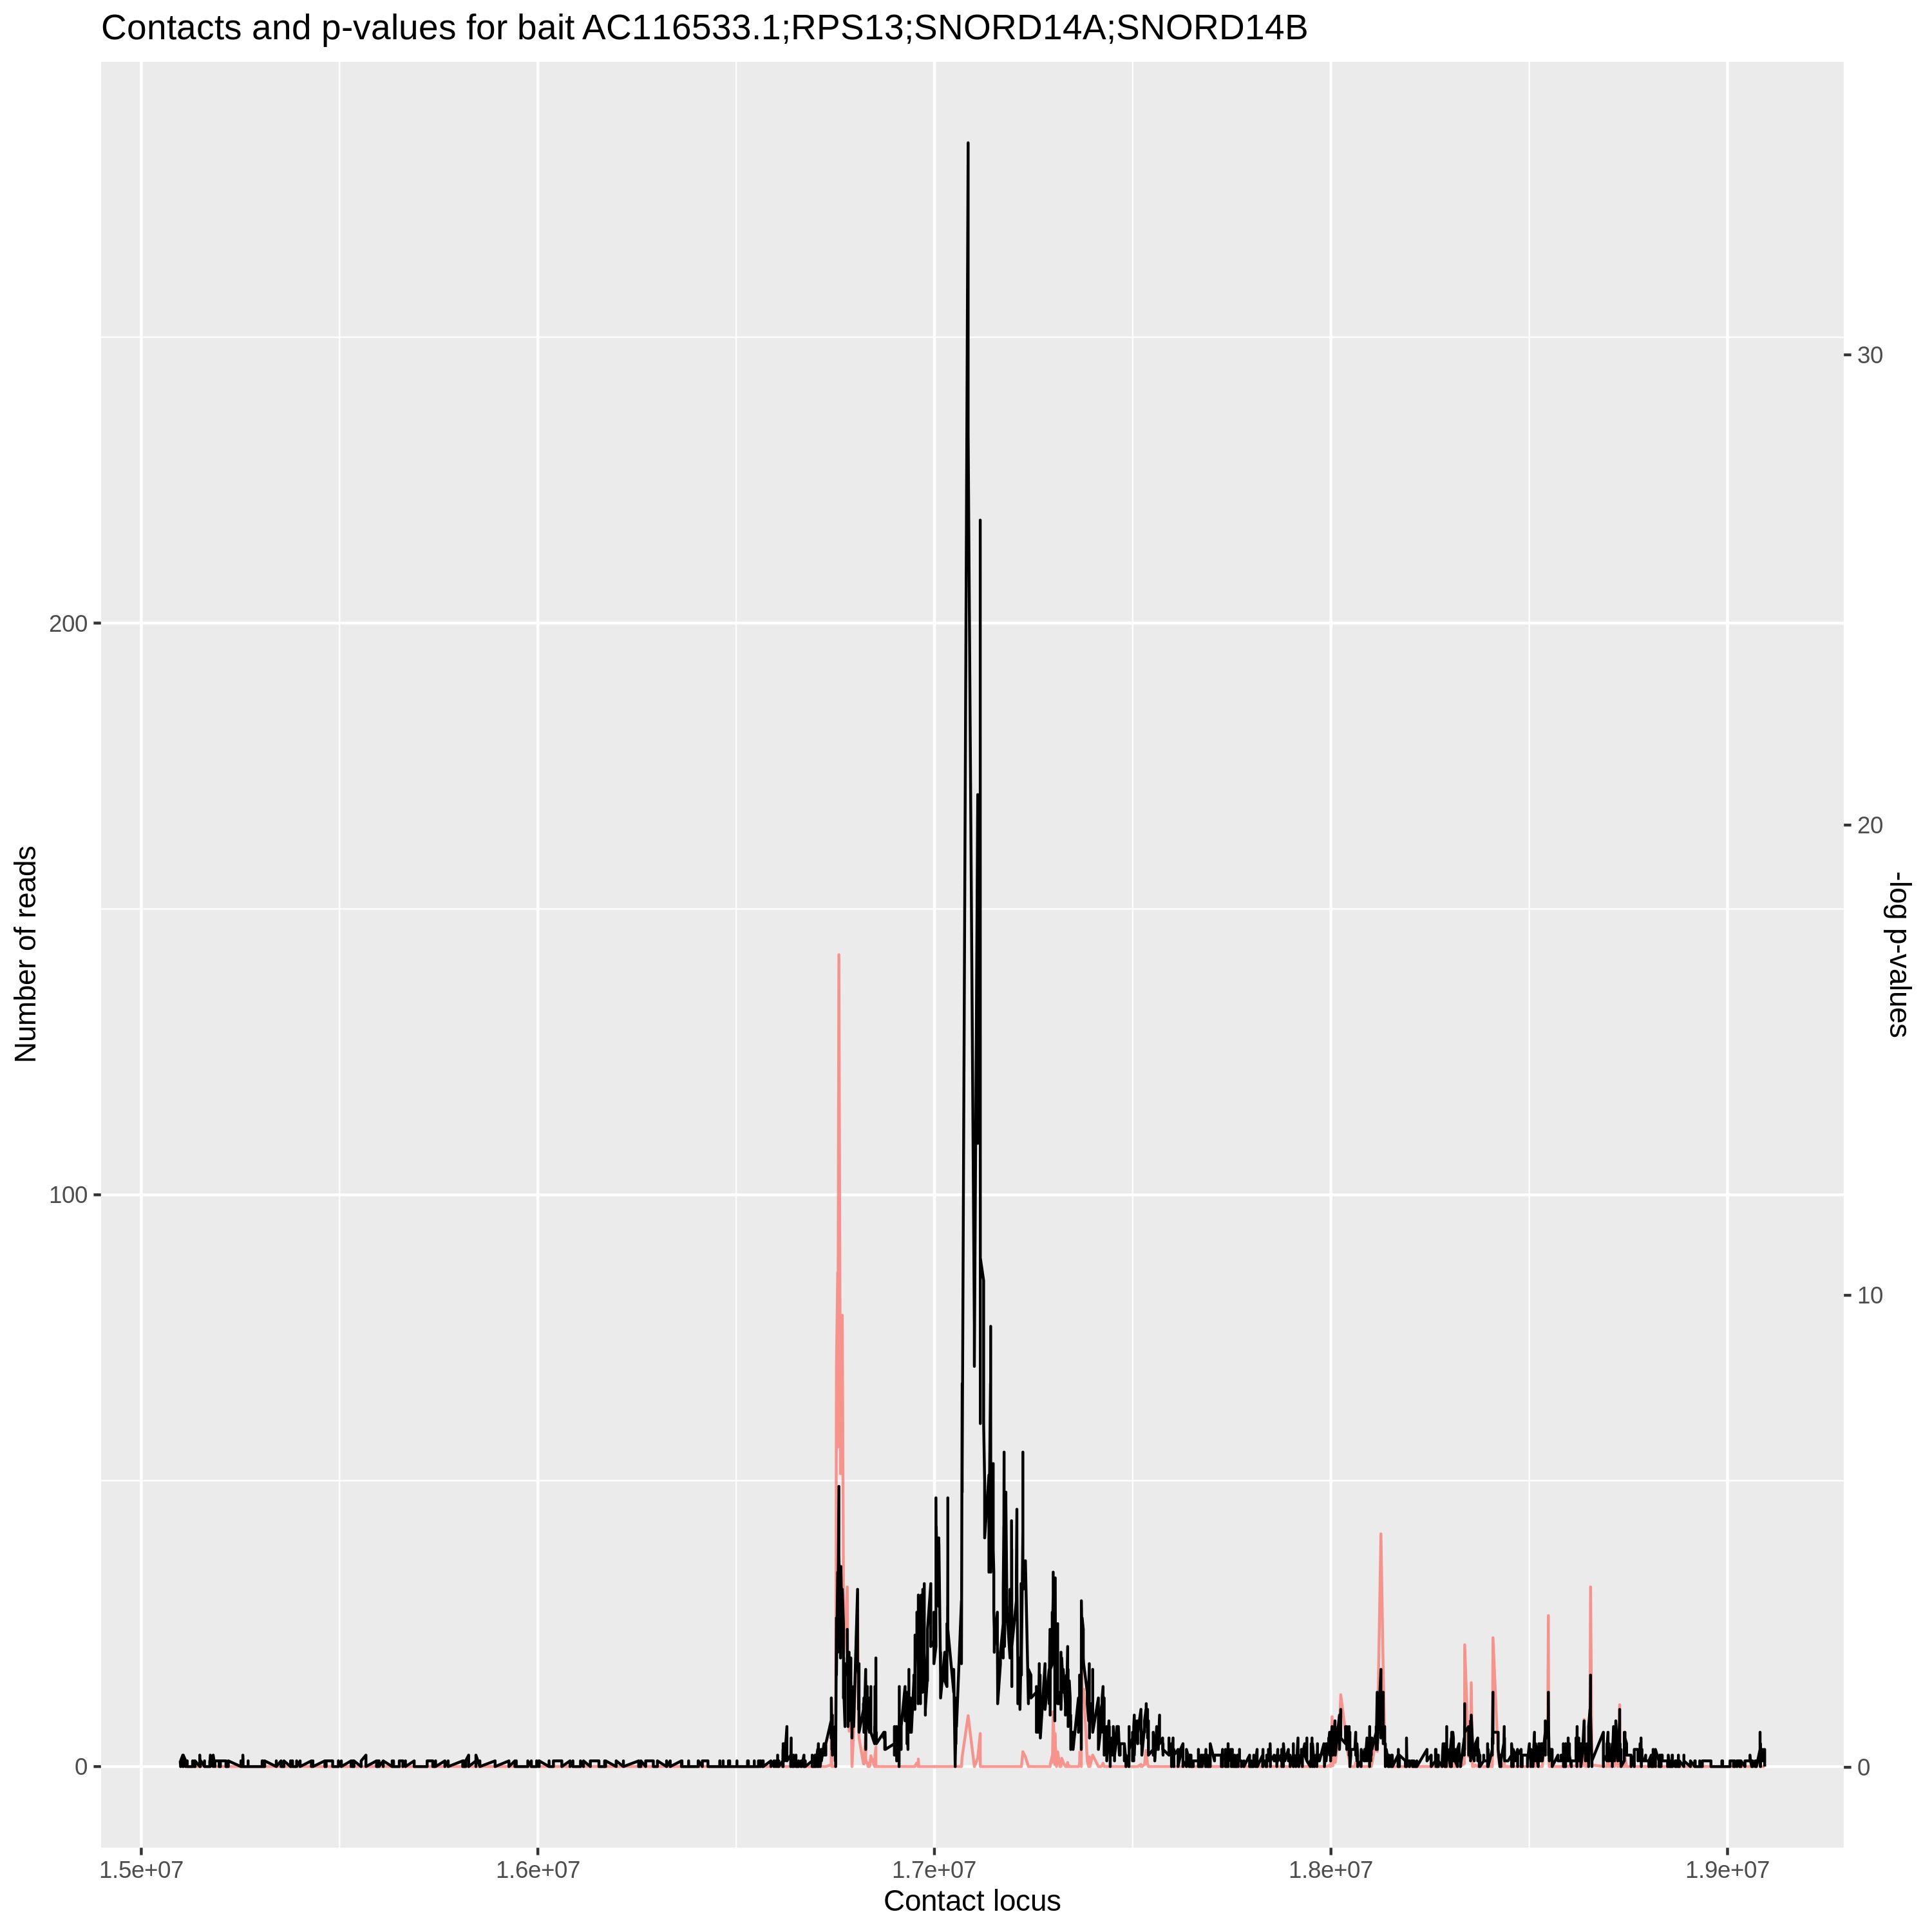 Contacts and p-values for bait AC116533.1;RPS13;SNORD14A;SNORD14B
Number of reads
200
100
0
30
20
10
0
-log p-values
1.5e+07 1.6e+07 1.7e+07 1.8e+07 1.9e+07
Contact locus